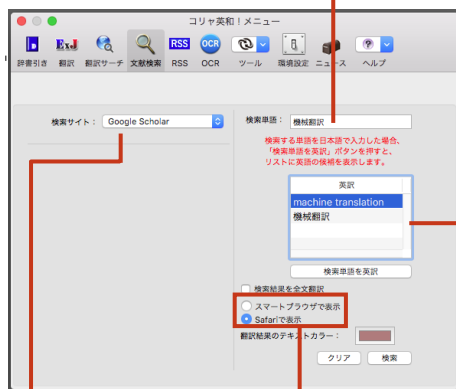 コリャ英和!メニュー
辞書引き 翻訳 翻訳サーチ 文献検索 RSS OCR ツール 環境設定 ニュース ヘルプ
RSS OCR
検索サイト: Google Scholar
検索単語: 機械翻訳
検索する単語を日本語で入力した場合、
「検索単語を英訳」ボタンを押すと、
リストに英語の候補を表示します。
英訳
machine translation
機械翻訳
検索単語を英訳
検索結果を全文翻訳
スマートブラウザで表示
Safariで表示
翻訳結果のテキストカラー:
クリア 検索